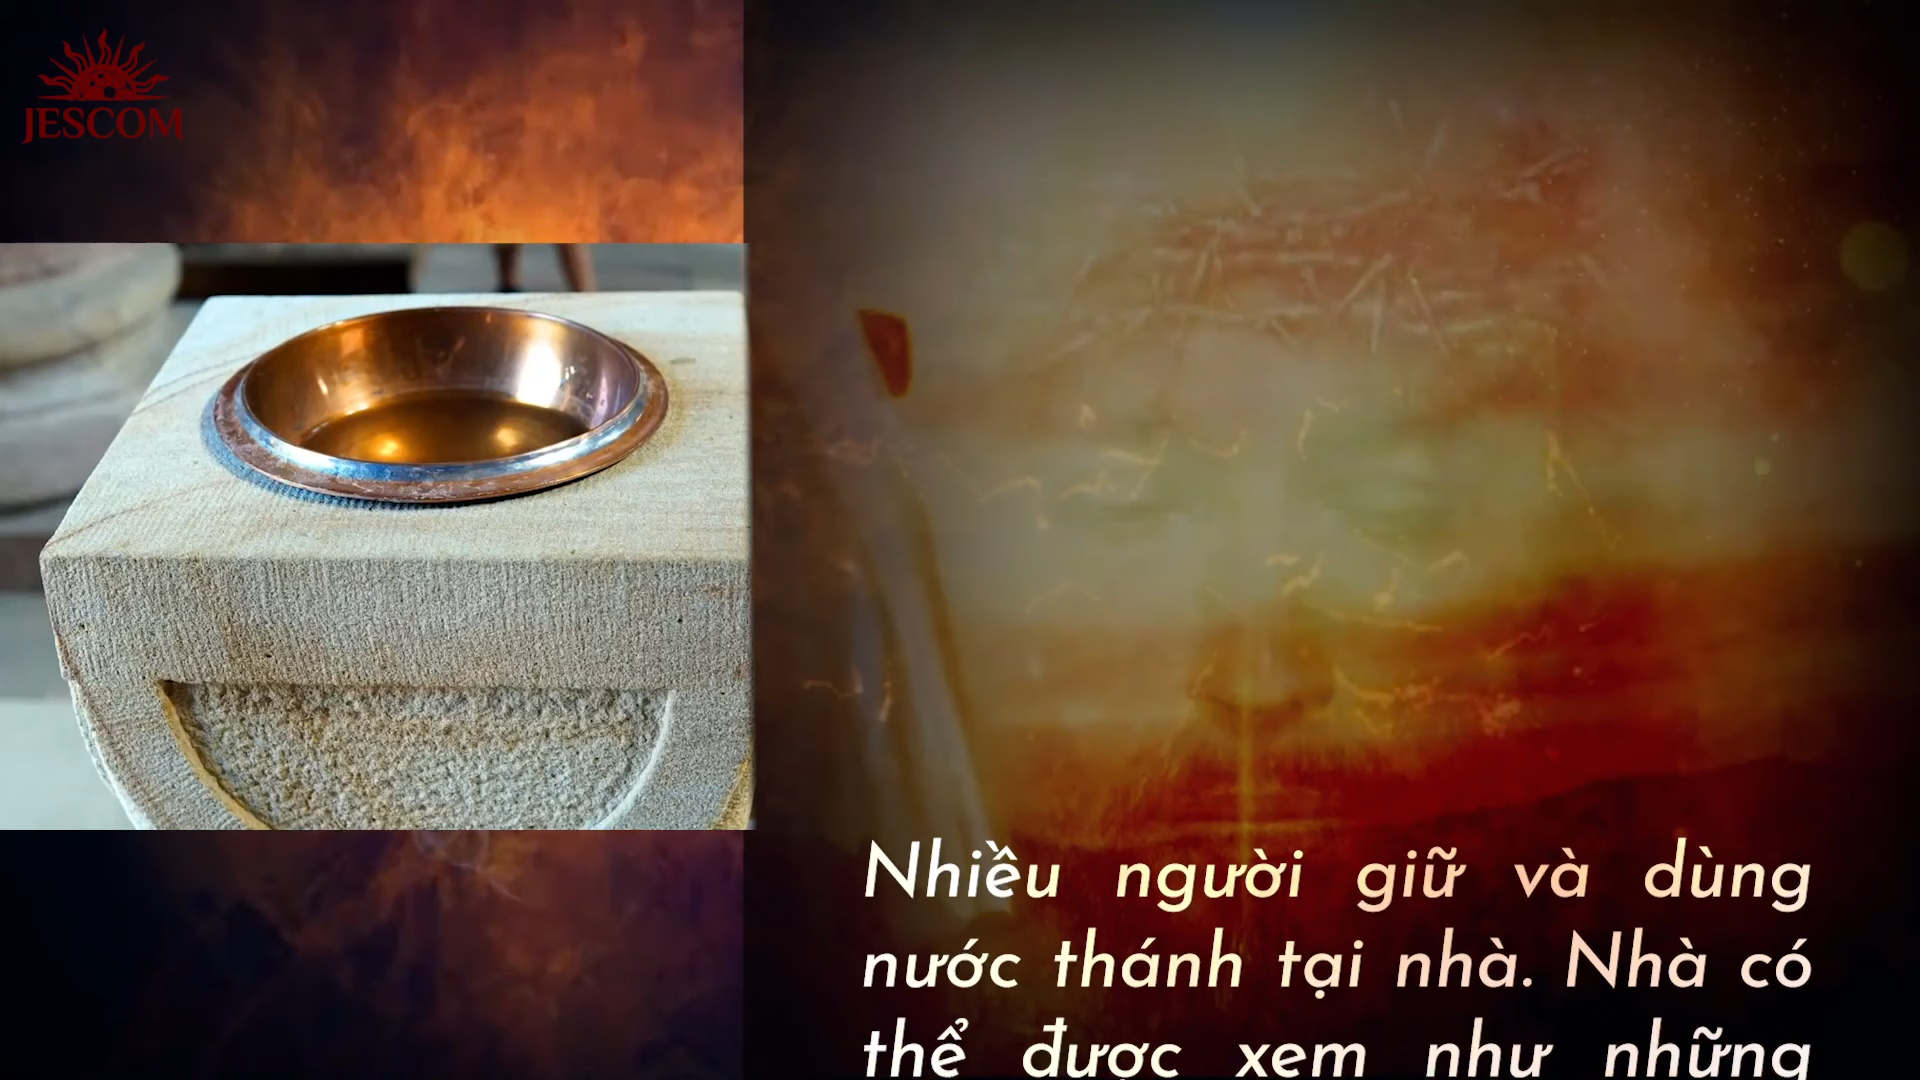 JESCOM
Nhiều người giữ và dùng
nước thánh tại nhà. Nhà có
thể được xem như những